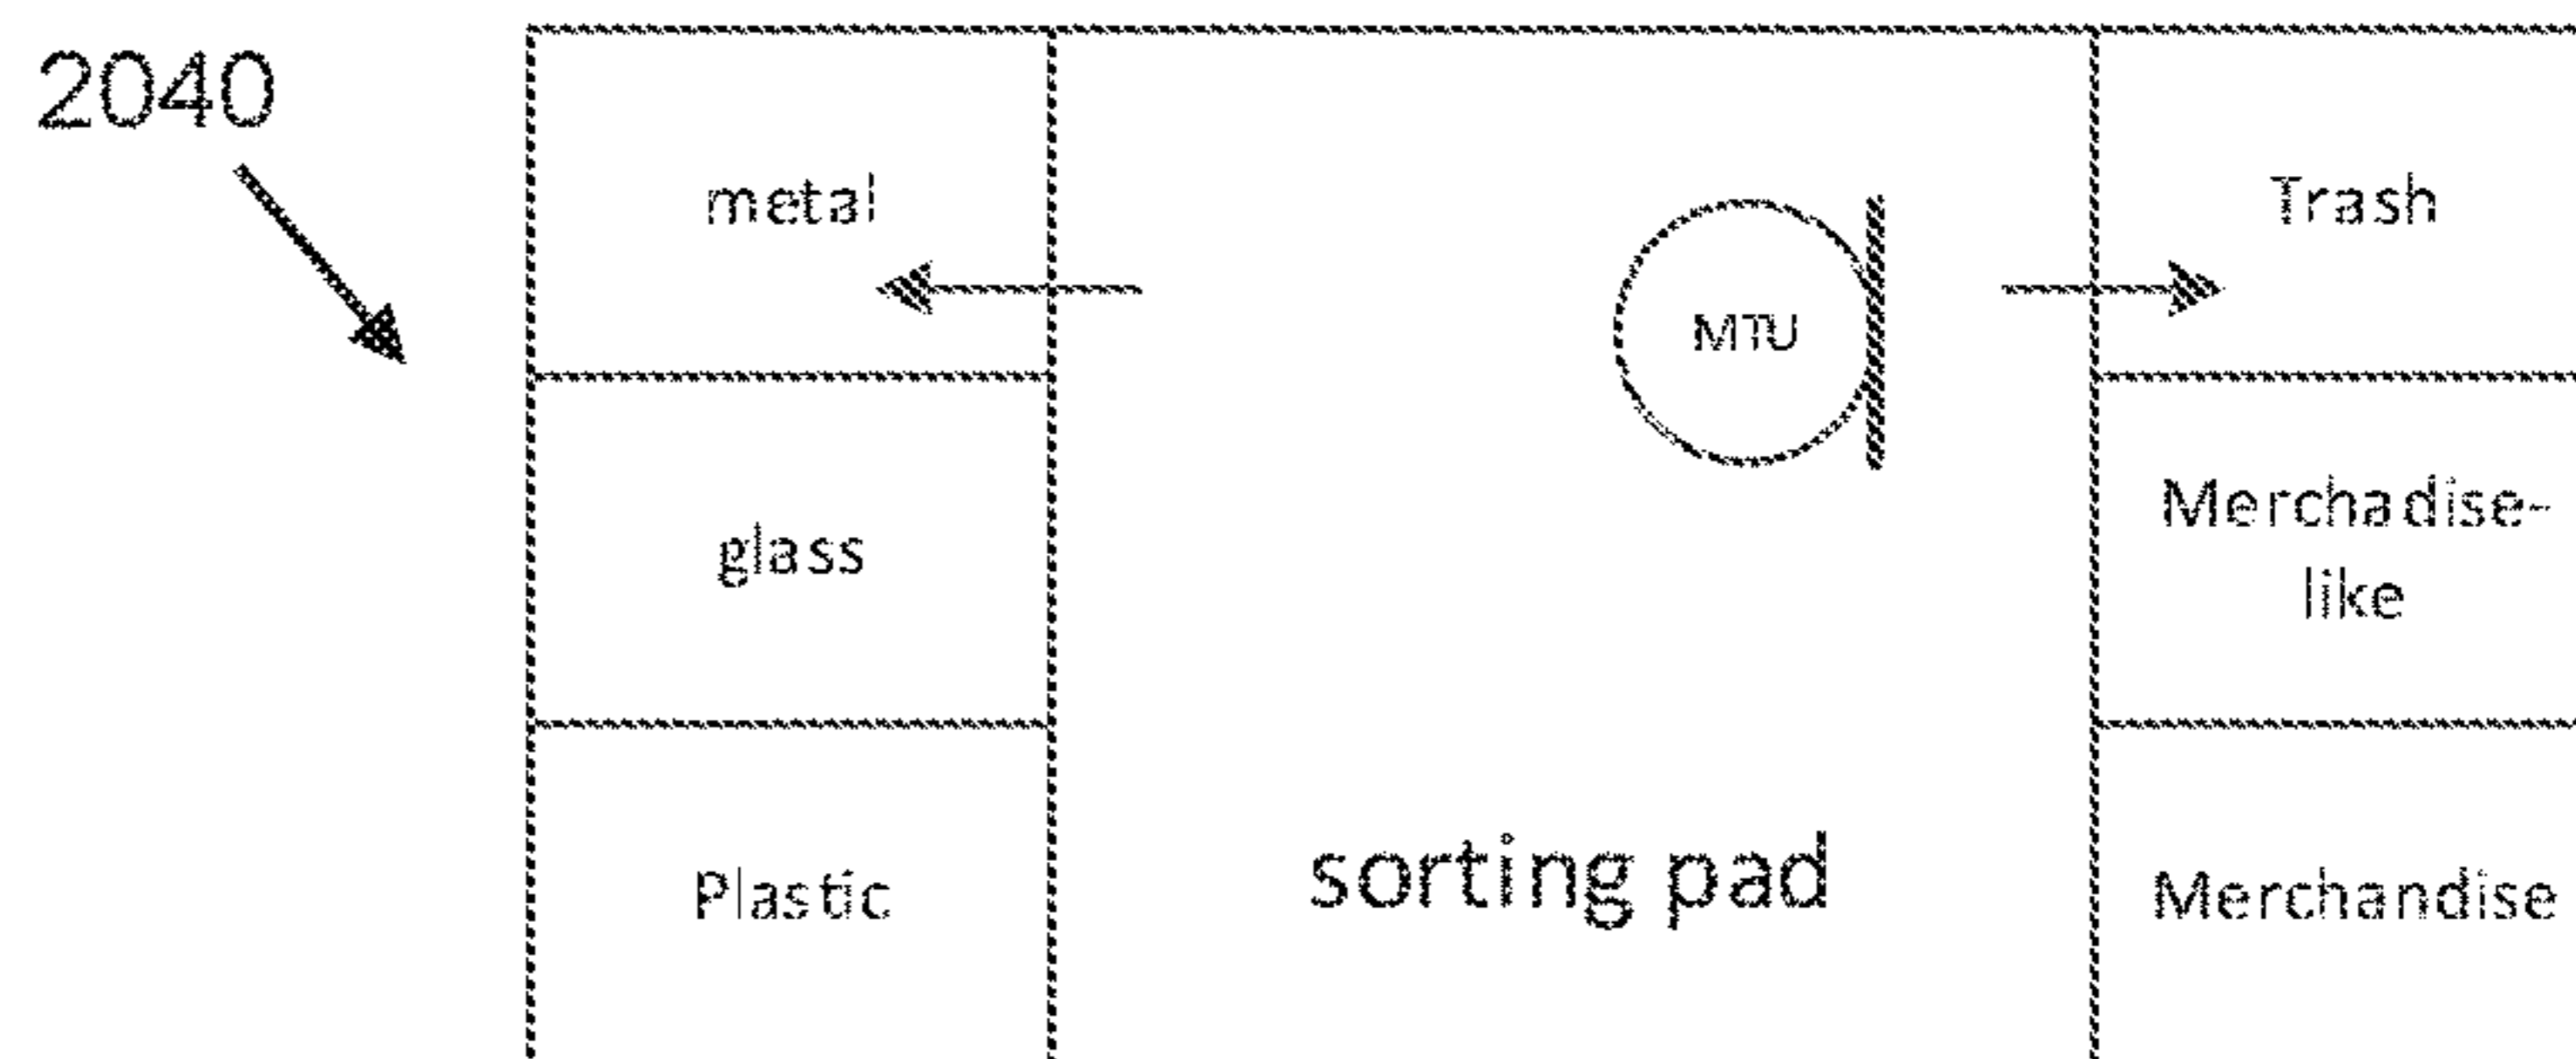 2040
metal
Trash
MTU
glass
Merchadise-
like
Plastic
sorting pad
Merchandise